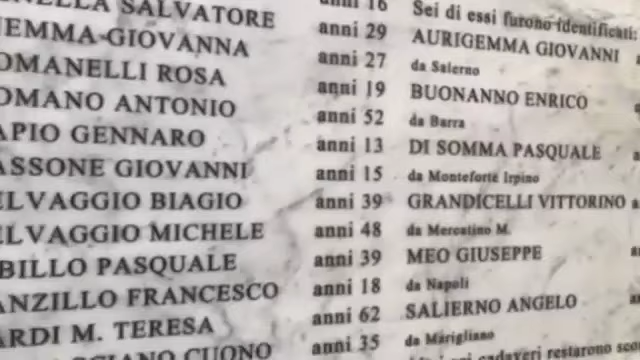 anni 16
NELLA SALVATORE anni 29
EMMA GIOVANNA anni 27
OMANELLI ROSA anni 19
OMANO ANTONIO anni 52
APIO GENNARO anni 13
ASSONE GIOVANNI anni 15
ELVAGGIO BIAGIO anni 39
ELVAGGIO MICHELE anni 48
BILLO PASQUALE anni 39
ANZILLO FRANCESCO anni 18
ARDI M. TERESA anni 62
GGIANO CUONO anni 35
Sei di essi furono identificati:
AURIGEMMA GIOVANNI
da Salerno
BUONANNO ENRICO
da Barra
DI SOMMA PASQUALE
da Monteforte Irpino
GRANDICELLI VITTORINO
da Mercatino M.
MEO GIUSEPPE
da Napoli
SALIERNO ANGELO
da Marigliano
cadaveri restarono